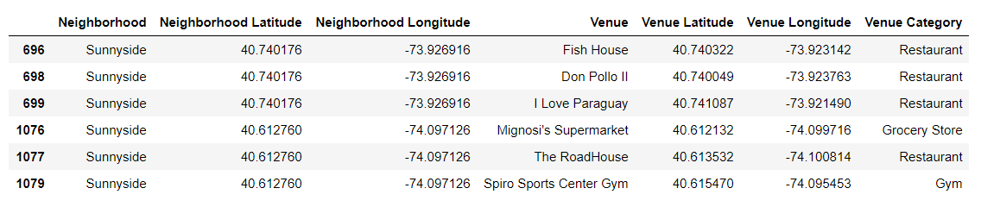 Neighborhood Neighborhood Latitude Neighborhood Longitude Venue Venue Latitude Venue Longitude Venue Category
696 Sunnyside 40.740176 -73.926916 Fish House 40.740322 -73.923142 Restaurant
698 Sunnyside 40.740176 -73.926916 Don Pollo II 40.740049 -73.923763 Restaurant
699 Sunnyside 40.740176 -73.926916 I Love Paraguay 40.741087 -73.921490 Restaurant
1076 Sunnyside 40.612760 -74.097126 Mignosi's Supermarket 40.612132 -74.099716 Grocery Store
1077 Sunnyside 40.612760 -74.097126 The RoadHouse 40.613532 -74.100814 Restaurant
1079 Sunnyside 40.612760 -74.097126 Spiro Sports Center Gym 40.615470 -74.095453 Gym